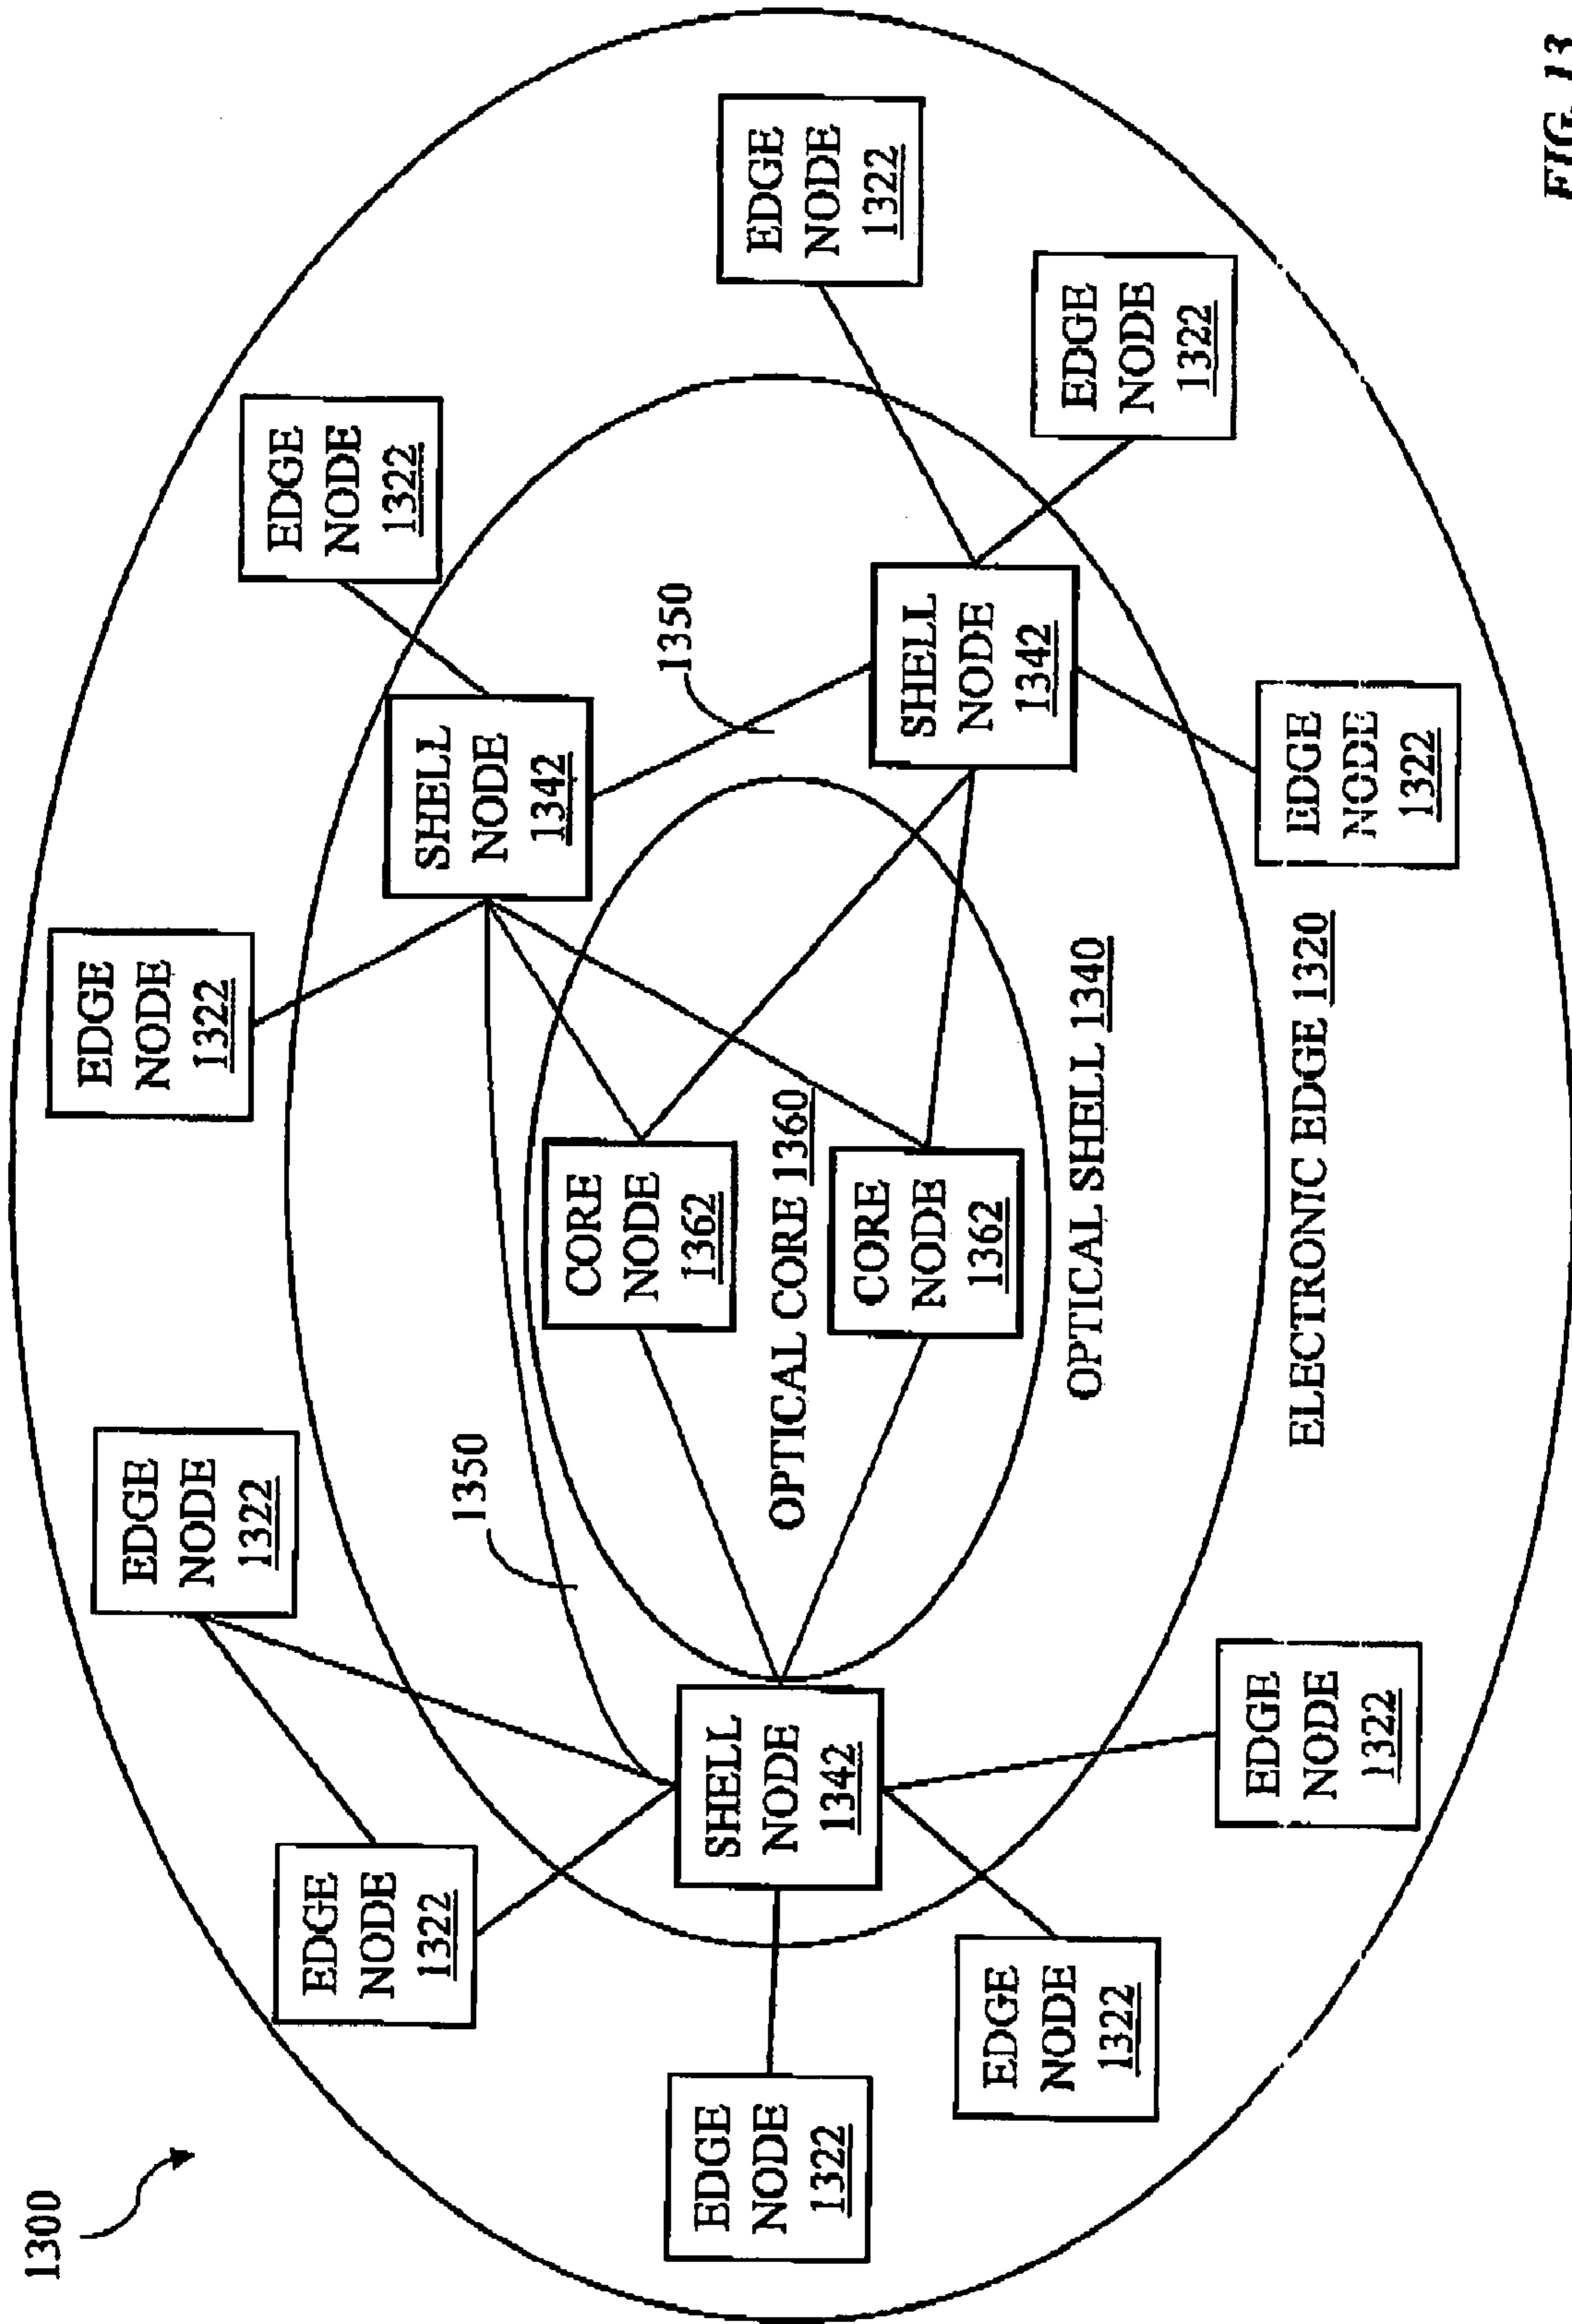 1300
EDGE
NODE
1322
EDGE
NODE
1322
EDGE
NODE
1322
EDGE
NODE
1322
1350
SHELL
NODE
1342
CORE
NODE
1362
1350
EDGE
NODE
1322
SHELL
NODE
1342
OPTICAL CORE 1360
EDGE
NODE
1322
CORE
NODE
1362
SHELL
NODE
1342
EDGE
NODE
1322
OPTICAL SHELL 1340
EDGE
NODE
1322
ELECTRONIC EDGE 1320
EDGE
NODE
1322
EDGE
NODE
1322
FIG. 13